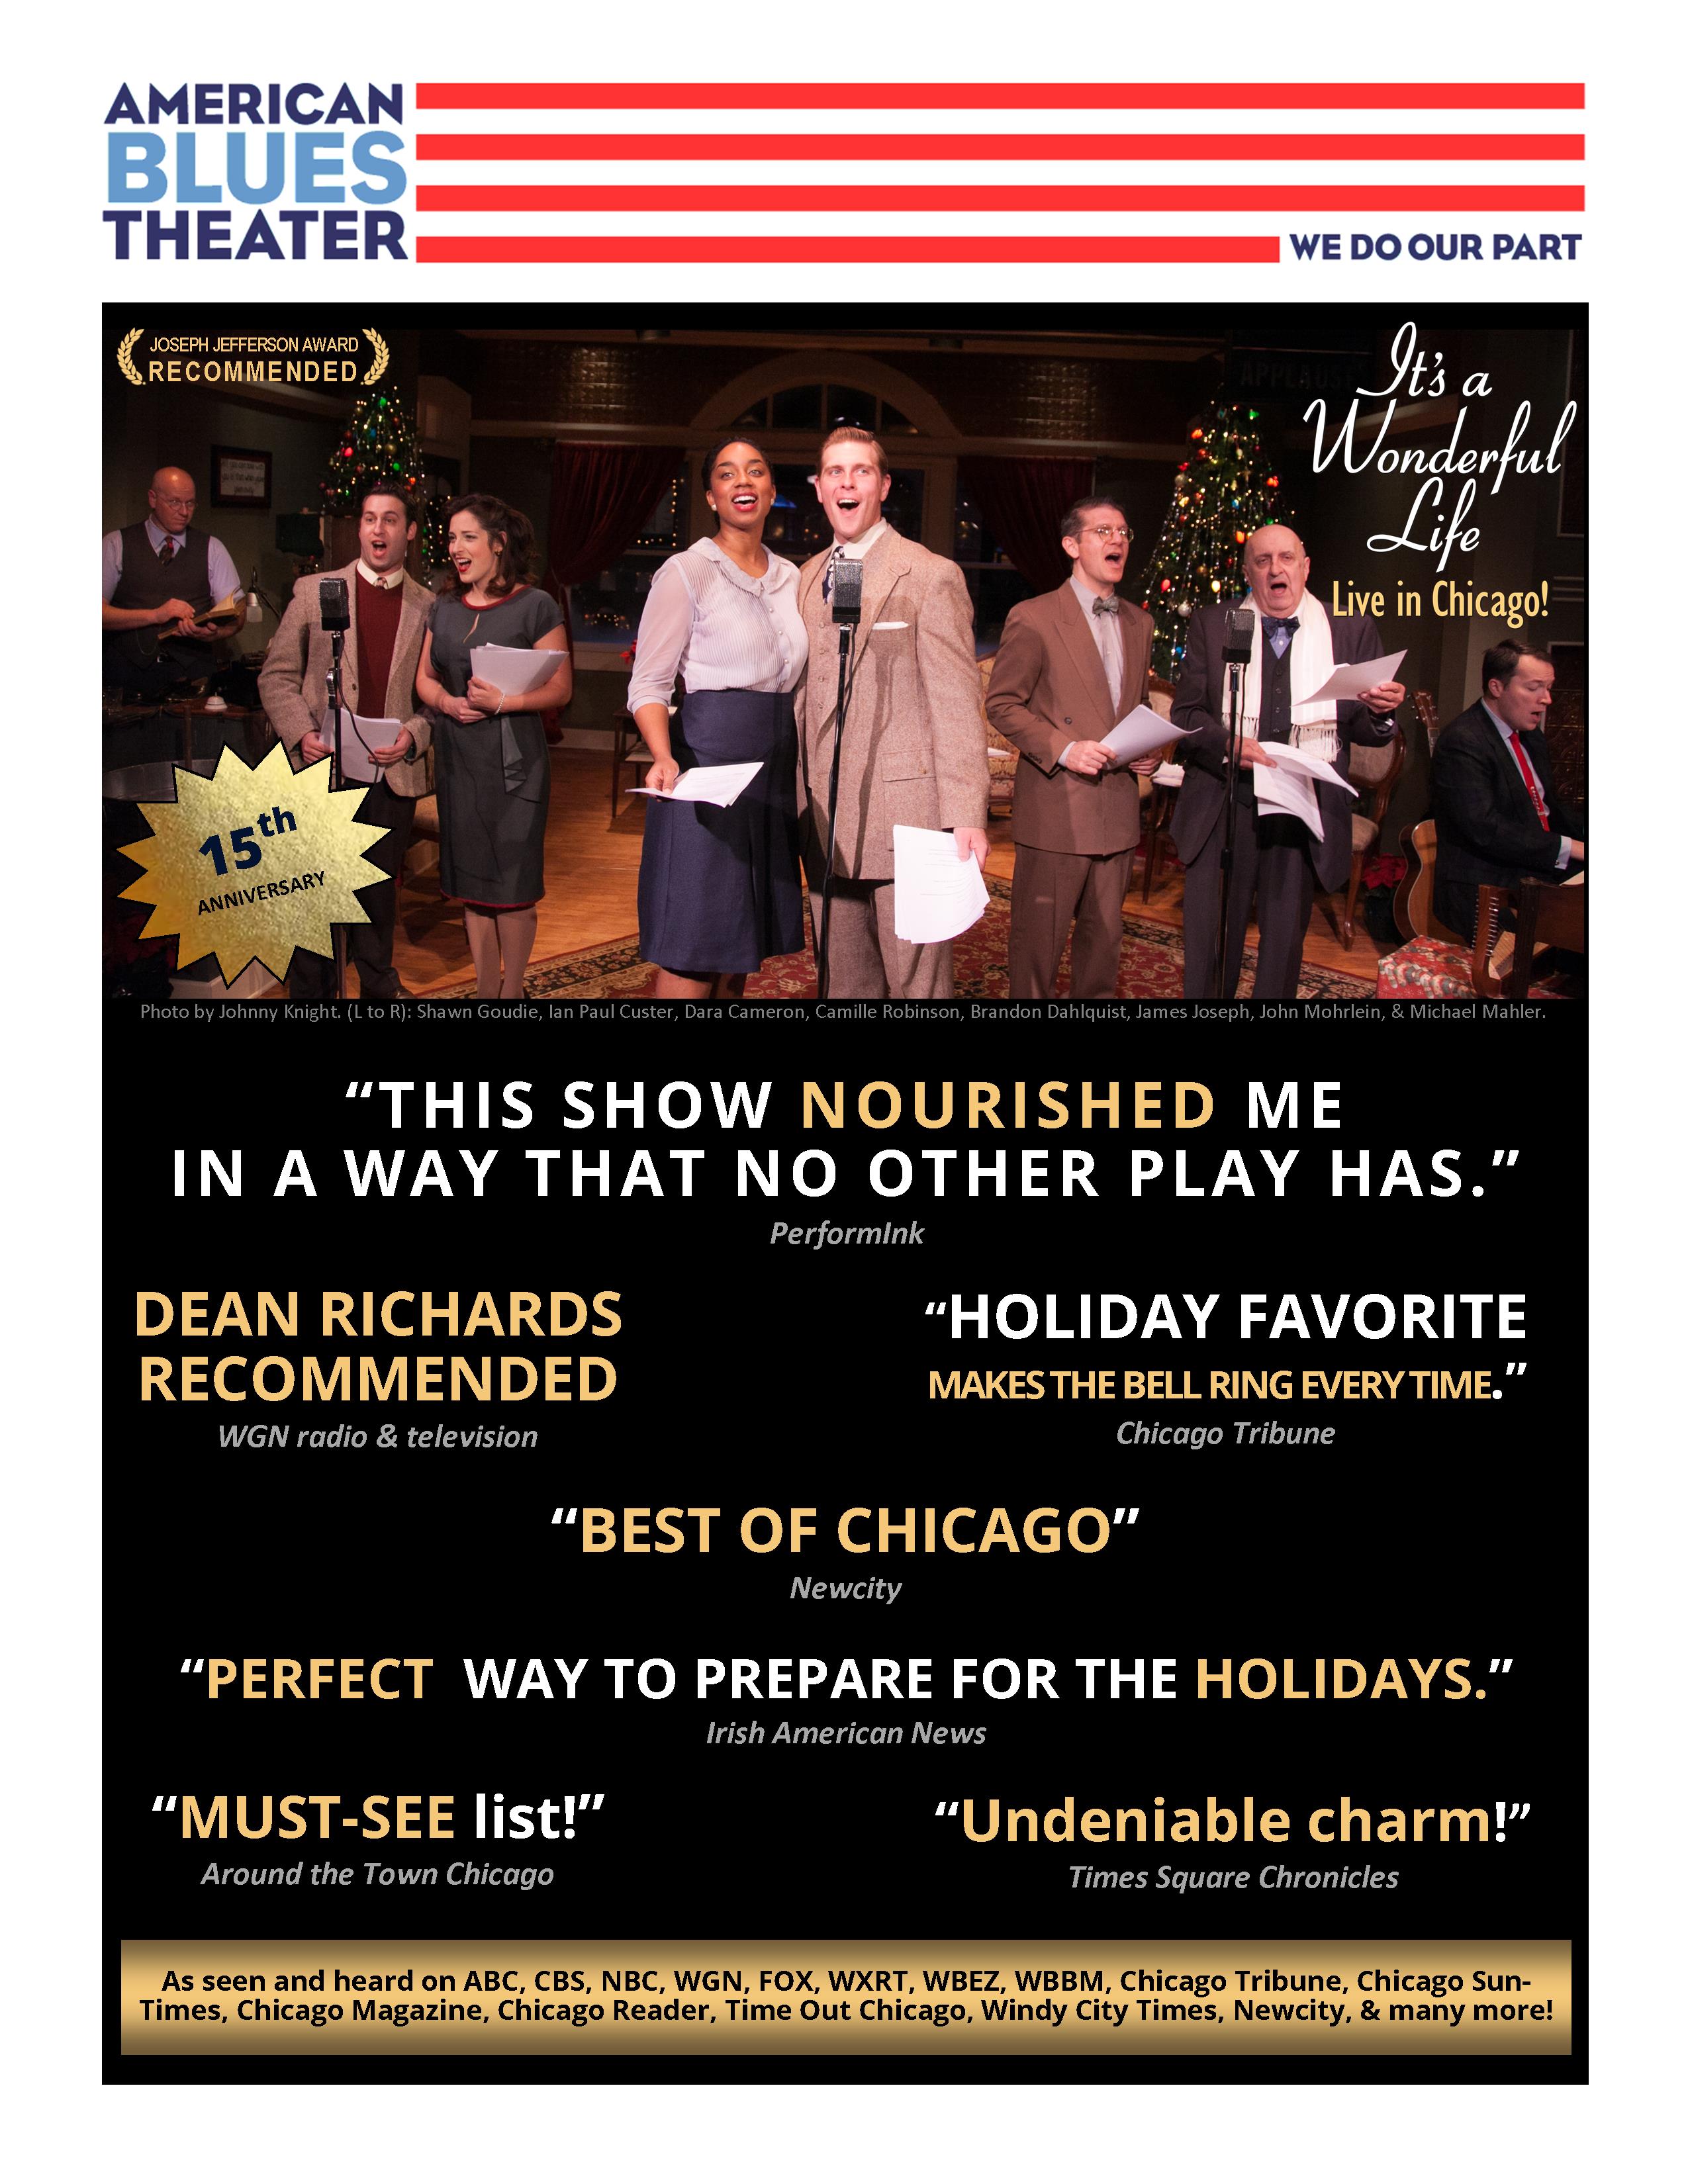 AMERICAN
BLUES
THEATER
WE DO OUR PART
JOSEPH JEFFERSON AWARD
RECOMMENDED
It's a
Wonderful
Life
Live in Chicago!
APPLAUSE
15th
ANNIVERSARY
Photo by Johnny Knight. (L to R): Shawn Goudie, Ian Paul Custer, Dara Cameron, Camille Robinson, Brandon Dahlquist, James Joseph, John Mohrlein, & Michael Mahler.
“THIS SHOW NOURISHED ME
IN A WAY THAT NO OTHER PLAY HAS.”
PerformInk
DEAN RICHARDS
RECOMMENDED
WGN radio & television
“HOLIDAY FAVORITE
MAKES THE BELL RING EVERY TIME.”
Chicago Tribune
“BEST OF CHICAGO”
Newcity
“PERFECT WAY TO PREPARE FOR THE HOLIDAYS.”
Irish American News
“MUST-SEE list!”
Around the Town Chicago
“Undeniable charm!”
Times Square Chronicles
As seen and heard on ABC, CBS, NBC, WGN, FOX, WXRT, WBEZ, WBBM, Chicago Tribune, Chicago Sun-
Times, Chicago Magazine, Chicago Reader, Time Out Chicago, Windy City Times, Newcity, & many more!